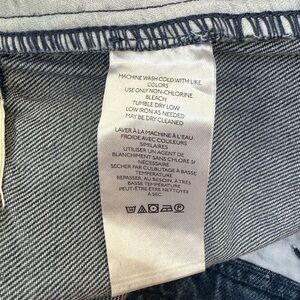 MACHINE WASH COLD WITH LIKE
COLORS
USE ONLY NON-CHLORINE
BLEACH
TUMBLE DRY LOW
LOW IRON AS NEEDED
MAY BE DRY CLEANED
LAVER À LA MACHINE À L'EAU
FROIDE AVEC COULEURS
SIMILAIRES
UTILISER UN AGENT DE
BLANCHIMENT SANS CHLORE SI
NÉCESSAIRE
SECHER PAR CULBUTAGE À BASSE
TEMPÉRATURE
REPASSER, AU BESOIN, À TRÈS
BASSE TEMPÉRATURE
PEUT-ÊTRE ÊTRE NETTOYÉ
À SEC.